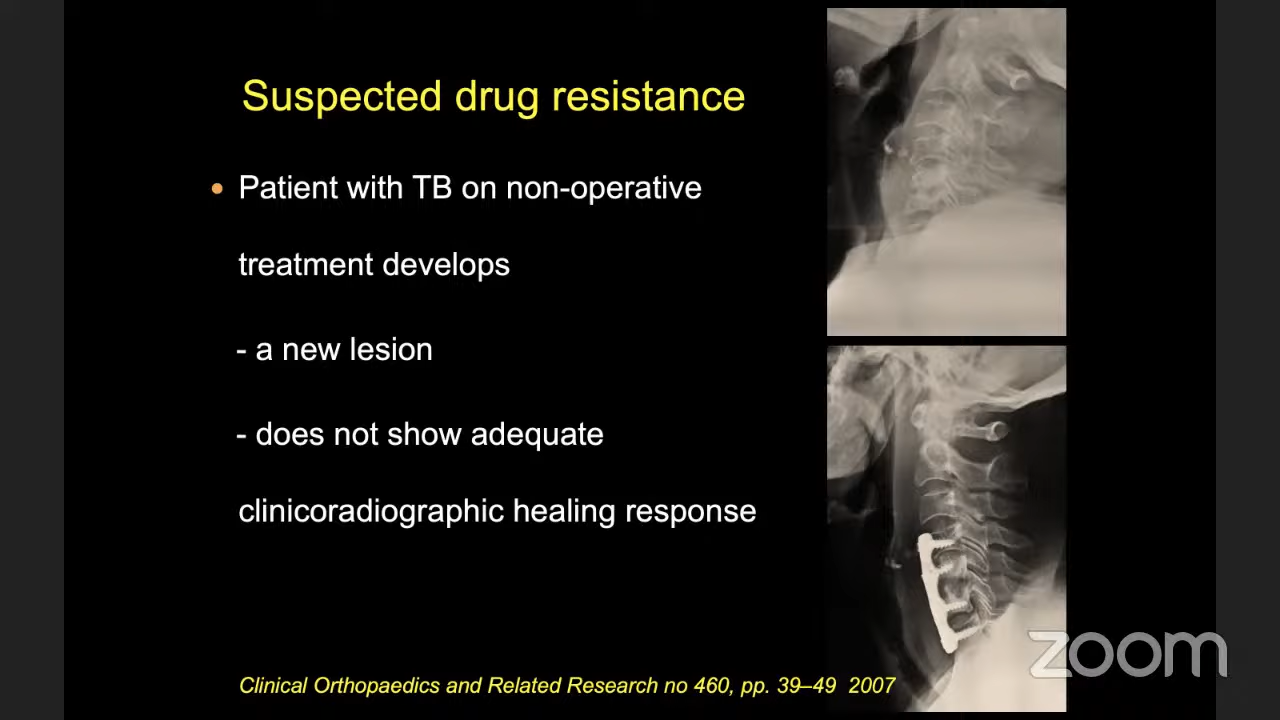 Suspected drug resistance
• Patient with TB on non-operative
treatment develops
- a new lesion
- does not show adequate
clinicoradiographic healing response
Clinical Orthopaedics and Related Research no 460, pp. 39–49  2007
zoom